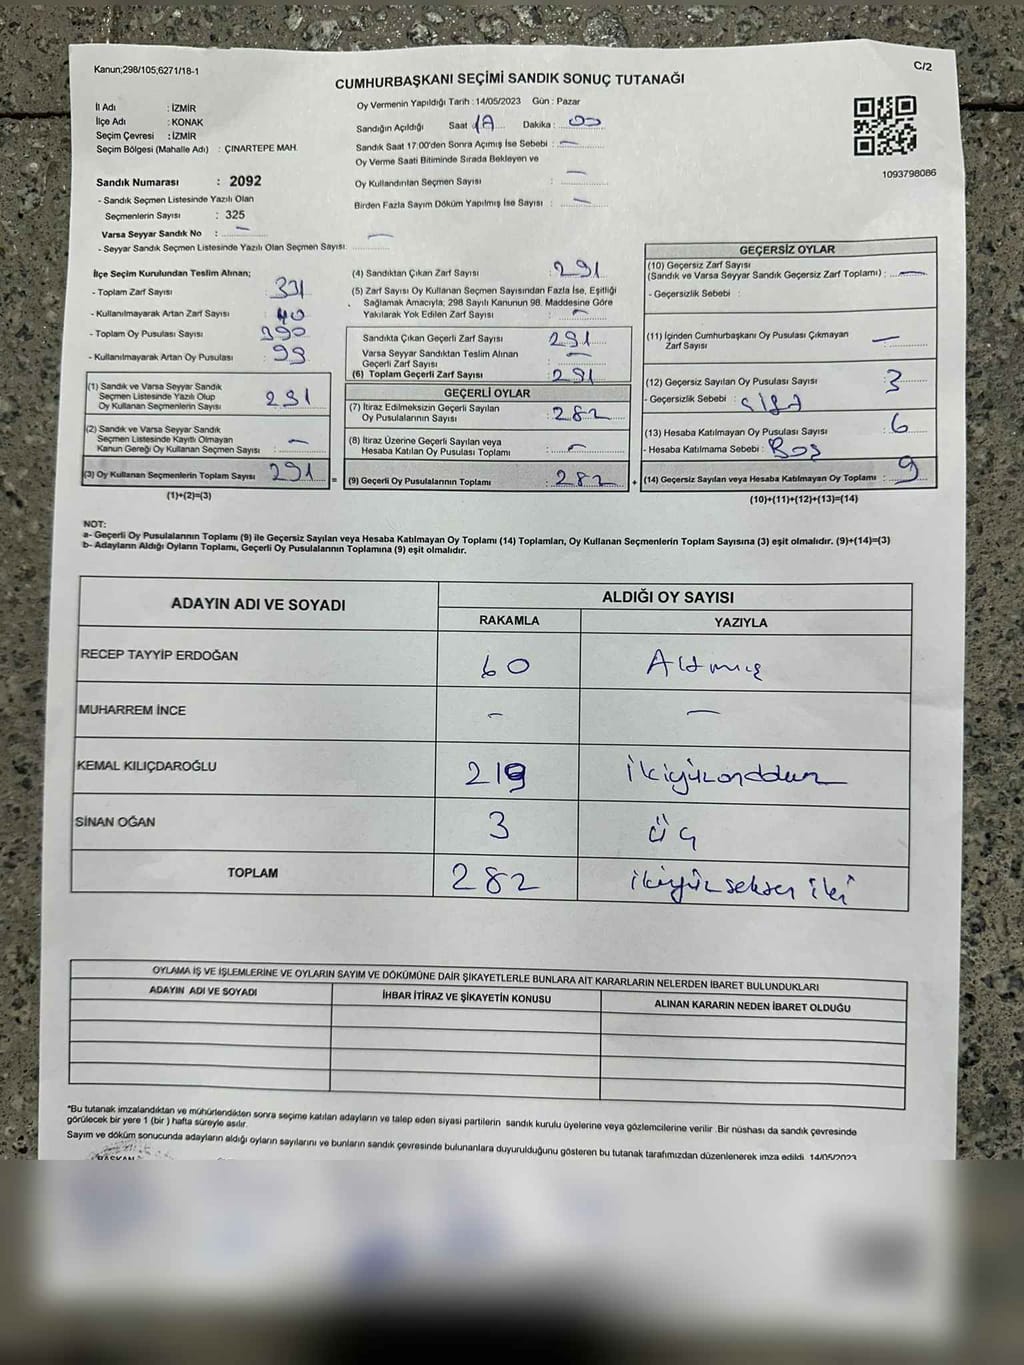 Kanun;298/105;6271/18-1
C/2
CUMHURBAŞKANI SEÇİMİ SANDIK SONUÇ TUTANAĞI
İl Adı : İZMİR
İlçe Adı : KONAK
Seçim Çevresi : İZMİR
Seçim Bölgesi (Mahalle Adı) : ÇINARTEPE MAH.
Oy Vermenin Yapıldığı Tarih : 14/05/2023 Gün : Pazar
Sandığın Açıldığı Saat Dakika : 00
Sandık Saat 17:00'den Sonra Açımış İse Sebebi : —
Oy Verme Saati Bitiminde Sırada Bekleyen ve
Oy Kullandırılan Seçmen Sayısı : —
Birden Fazla Sayım Döküm Yapılmış İse Sayısı : —
1093798086
Sandık Numarası : 2092
- Sandık Seçmen Listesinde Yazılı Olan
Seçmenlerin Sayısı : 325
Varsa Seyyar Sandık No : —
- Seyyar Sandık Seçmen Listesinde Yazılı Olan Seçmen Sayısı: —
İlçe Seçim Kurulundan Teslim Alınan;
- Toplam Zarf Sayısı 331
- Kullanılmayarak Artan Zarf Sayısı : 40
- Toplam Oy Pusulası Sayısı : 390
- Kullanılmayarak Artan Oy Pusulası : 99
(1) Sandık ve Varsa Seyyar Sandık
Seçmen Listesinde Yazılı Olup
Oy Kullanan Seçmenlerin Sayısı : 291
(2) Sandık ve Varsa Seyyar Sandık
Seçmen Listesinde Kayıtlı Olmayan
Kanun Gereği Oy Kullanan Seçmen Sayısı : —
(3) Oy Kullanan Seçmenlerin Toplam Sayısı : 291
(1)+(2)=(3)
(4) Sandıktan Çıkan Zarf Sayısı : 291
(5) Zarf Sayısı Oy Kullanan Seçmen Sayısından Fazla İse, Eşitliği
Sağlamak Amacıyla; 298 Sayılı Kanunun 98. Maddesine Göre
Yakılarak Yok Edilen Zarf Sayısı : —
Sandıkta Çıkan Geçerli Zarf Sayısı : 291
Varsa Seyyar Sandıktan Teslim Alınan
Geçerli Zarf Sayısı : —
(6) Toplam Geçerli Zarf Sayısı : 291
GEÇERLİ OYLAR
(7) İtiraz Edilmeksizin Geçerli Sayılan
Oy Pusulalarının Sayısı : 282
(8) İtiraz Üzerine Geçerli Sayılan veya
Hesaba Katılan Oy Pusulası Toplamı : —
(9) Geçerli Oy Pusulalarının Toplamı : 282
GEÇERSİZ OYLAR
(10) Geçersiz Zarf Sayısı
(Sandık ve Varsa Seyyar Sandık Geçersiz Zarf Toplamı) : —
- Geçersizlik Sebebi :
(11) İçinden Cumhurbaşkanı Oy Pusulası Çıkmayan
Zarf Sayısı : —
(12) Geçersiz Sayılan Oy Pusulası Sayısı : 3
- Geçersizlik Sebebi :
(13) Hesaba Katılmayan Oy Pusulası Sayısı : 6
- Hesaba Katılmama Sebebi : Boş
(14) Geçersiz Sayılan veya Hesaba Katılmayan Oy Toplamı : 9
(10)+(11)+(12)+(13)=(14)
NOT:
a- Geçerli Oy Pusulalarının Toplamı (9) ile Geçersiz Sayılan veya Hesaba Katılmayan Oy Toplamı (14) Toplamları, Oy Kullanan Seçmenlerin Toplam Sayısına (3) eşit olmalıdır. (9)+(14)=(3)
b- Adayların Aldığı Oyların Toplamı, Geçerli Oy Pusulalarının Toplamına (9) eşit olmalıdır.
ADAYIN ADI VE SOYADI ALDIĞI OY SAYISI
RAKAMLA YAZIYLA
RECEP TAYYİP ERDOĞAN 60 Altmış
MUHARREM İNCE - —
KEMAL KILIÇDAROĞLU 219 ikiyüzondokuz
SİNAN OĞAN 3 üç
TOPLAM 282 ikiyüz seksen iki
OYLAMA İŞ VE İŞLEMLERİNE VE OYLARIN SAYIM VE DÖKÜMÜNE DAİR ŞİKAYETLERLE BUNLARA AİT KARARLARIN NELERDEN İBARET BULUNDUKLARI
ADAYIN ADI VE SOYADI İHBAR İTİRAZ VE ŞİKAYETİN KONUSU ALINAN KARARIN NEDEN İBARET OLDUĞU
*Bu tutanak imzalandıktan ve mühürlendikten sonra seçime katılan adayların ve talep eden siyasi partilerin sandık kurulu üyelerine veya gözlemcilerine verilir. Bir nüshası da sandık çevresinde
görülecek bir yere 1 (bir ) hafta süreyle asılır.
Sayım ve döküm sonucunda adayların aldığı oyların sayılarını ve bunların sandık çevresinde bulunanlara duyurulduğunu gösteren bu tutanak tarafımızdan düzenlenerek imza edildi. 14/05/2023
BAŞKAN